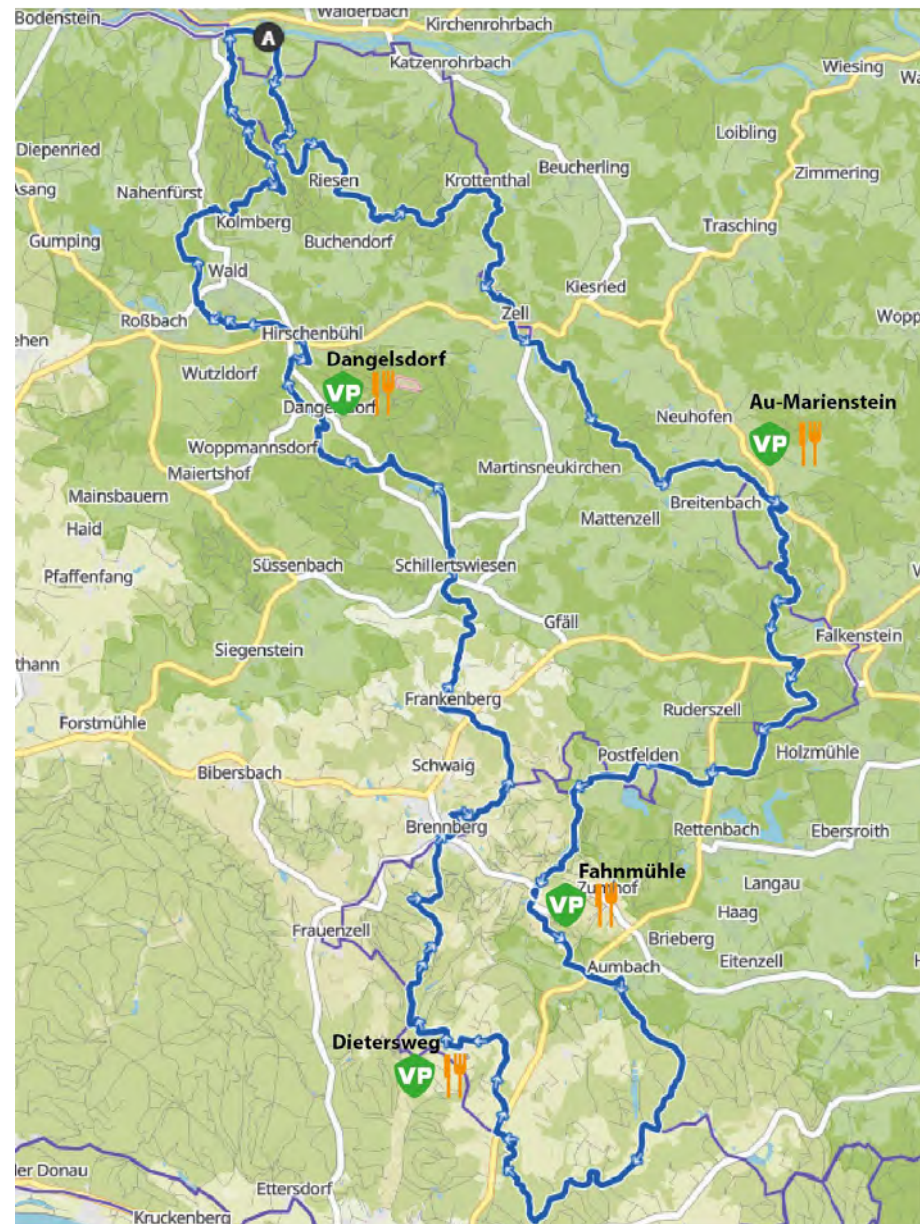 Bodenstein
Walderbach
Kirchenrohrbach
A
Katzenrohrbach
Wiesing
Loibling
Diepenried
Beucherling
Zimmering
Riesen
Krottenthal
Nahenfürst
Kolmberg
Trasching
Gumping
Buchendorf
Wald
Kiesried
Roßbach
Zell
Hirschenbühl
Dangelsdorf
Wutzldorf
VP
Au-Marienstein
Neuhofen
VP
Woppmannsdorf
Maiertshof
Martinsneukirchen
Mainsbauern
Breitenbach
Haid
Mattenzell
Süssenbach
Schillertswiesen
Pfaffenfang
Gfäll
Siegenstein
Falkenstein
Frankenberg
Ruderszell
Forstmühle
Postfelden
Holzmühle
Schwaig
Bibersbach
Brennberg
Rettenbach
Ebersroith
Fahnmühle
VP
Langau
Haag
Frauenzell
Brieberg
Eitenzell
Aumbach
Dietersweg
VP
der Donau
Ettersdorf
Kruckenberg